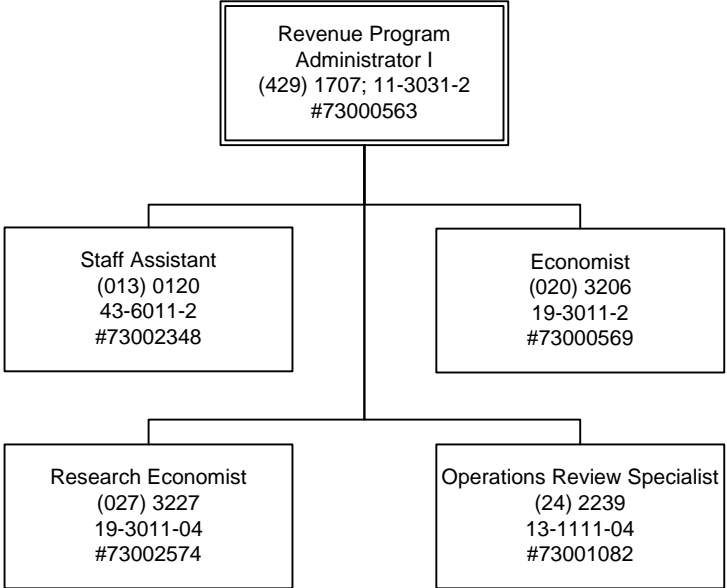 Revenue Program
Administrator I
(429) 1707; 11-3031-2
#73000563
Staff Assistant
(013) 0120
43-6011-2
#73002348
Economist
(020) 3206
19-3011-2
#73000569
Research Economist
(027) 3227
19-3011-04
#73002574
Operations Review Specialist
(24) 2239
13-1111-04
#73001082